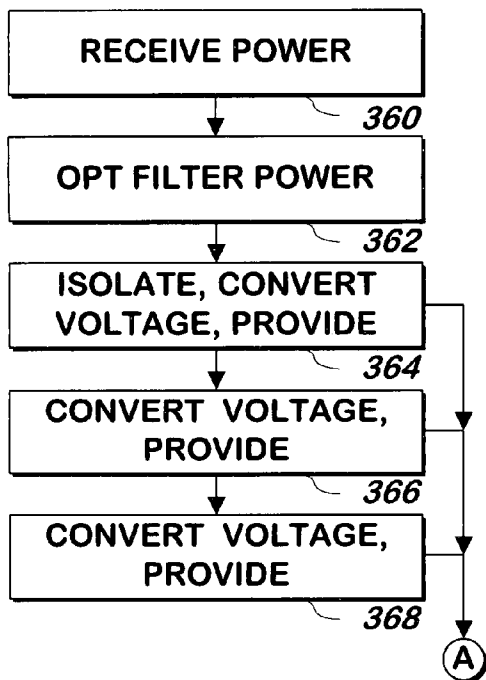 RECEIVE POWER
360
OPT FILTER POWER
362
ISOLATE, CONVERT
VOLTAGE, PROVIDE
364
CONVERT VOLTAGE,
PROVIDE
366
CONVERT VOLTAGE,
PROVIDE
368
A